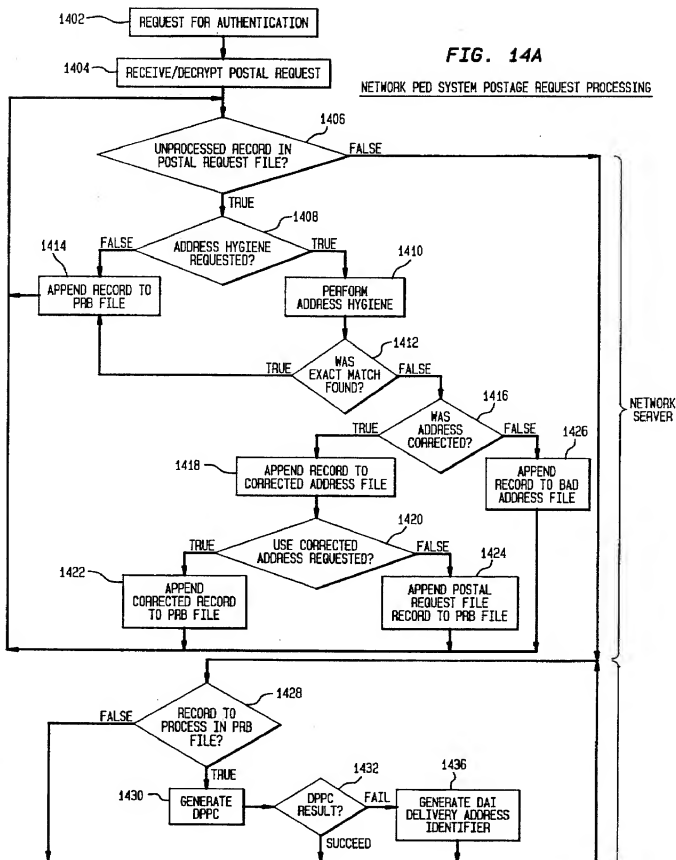 1402
REQUEST FOR AUTHENTICATION
FIG. 14A
NETWORK PED SYSTEM POSTAGE REQUEST PROCESSING
1404
RECEIVE/DECRYPT POSTAL REQUEST
1406
UNPROCESSED RECORD IN
POSTAL REQUEST FILE?
FALSE
TRUE
1408
ADDRESS HYGIENE
REQUESTED?
FALSE
TRUE
1414
APPEND RECORD TO
PRB FILE
1410
PERFORM
ADDRESS HYGIENE
1412
WAS
EXACT MATCH
FOUND?
TRUE
FALSE
1416
WAS
ADDRESS
CORRECTED?
TRUE
FALSE
NETWORK
SERVER
1418
APPEND RECORD TO
CORRECTED ADDRESS FILE
1426
APPEND
RECORD TO BAD
ADDRESS FILE
1420
USE CORRECTED
ADDRESS REQUESTED?
TRUE
FALSE
1422
APPEND
CORRECTED RECORD
TO PRB FILE
1424
APPEND POSTAL
REQUEST FILE
RECORD TO PRB FILE
1428
RECORD TO
PROCESS IN PRB
FILE?
FALSE
TRUE
1430
GENERATE
DPPC
1432
DPPC
RESULT?
FAIL
SUCCEED
1436
GENERATE DAI
DELIVERY ADDRESS
IDENTIFIER